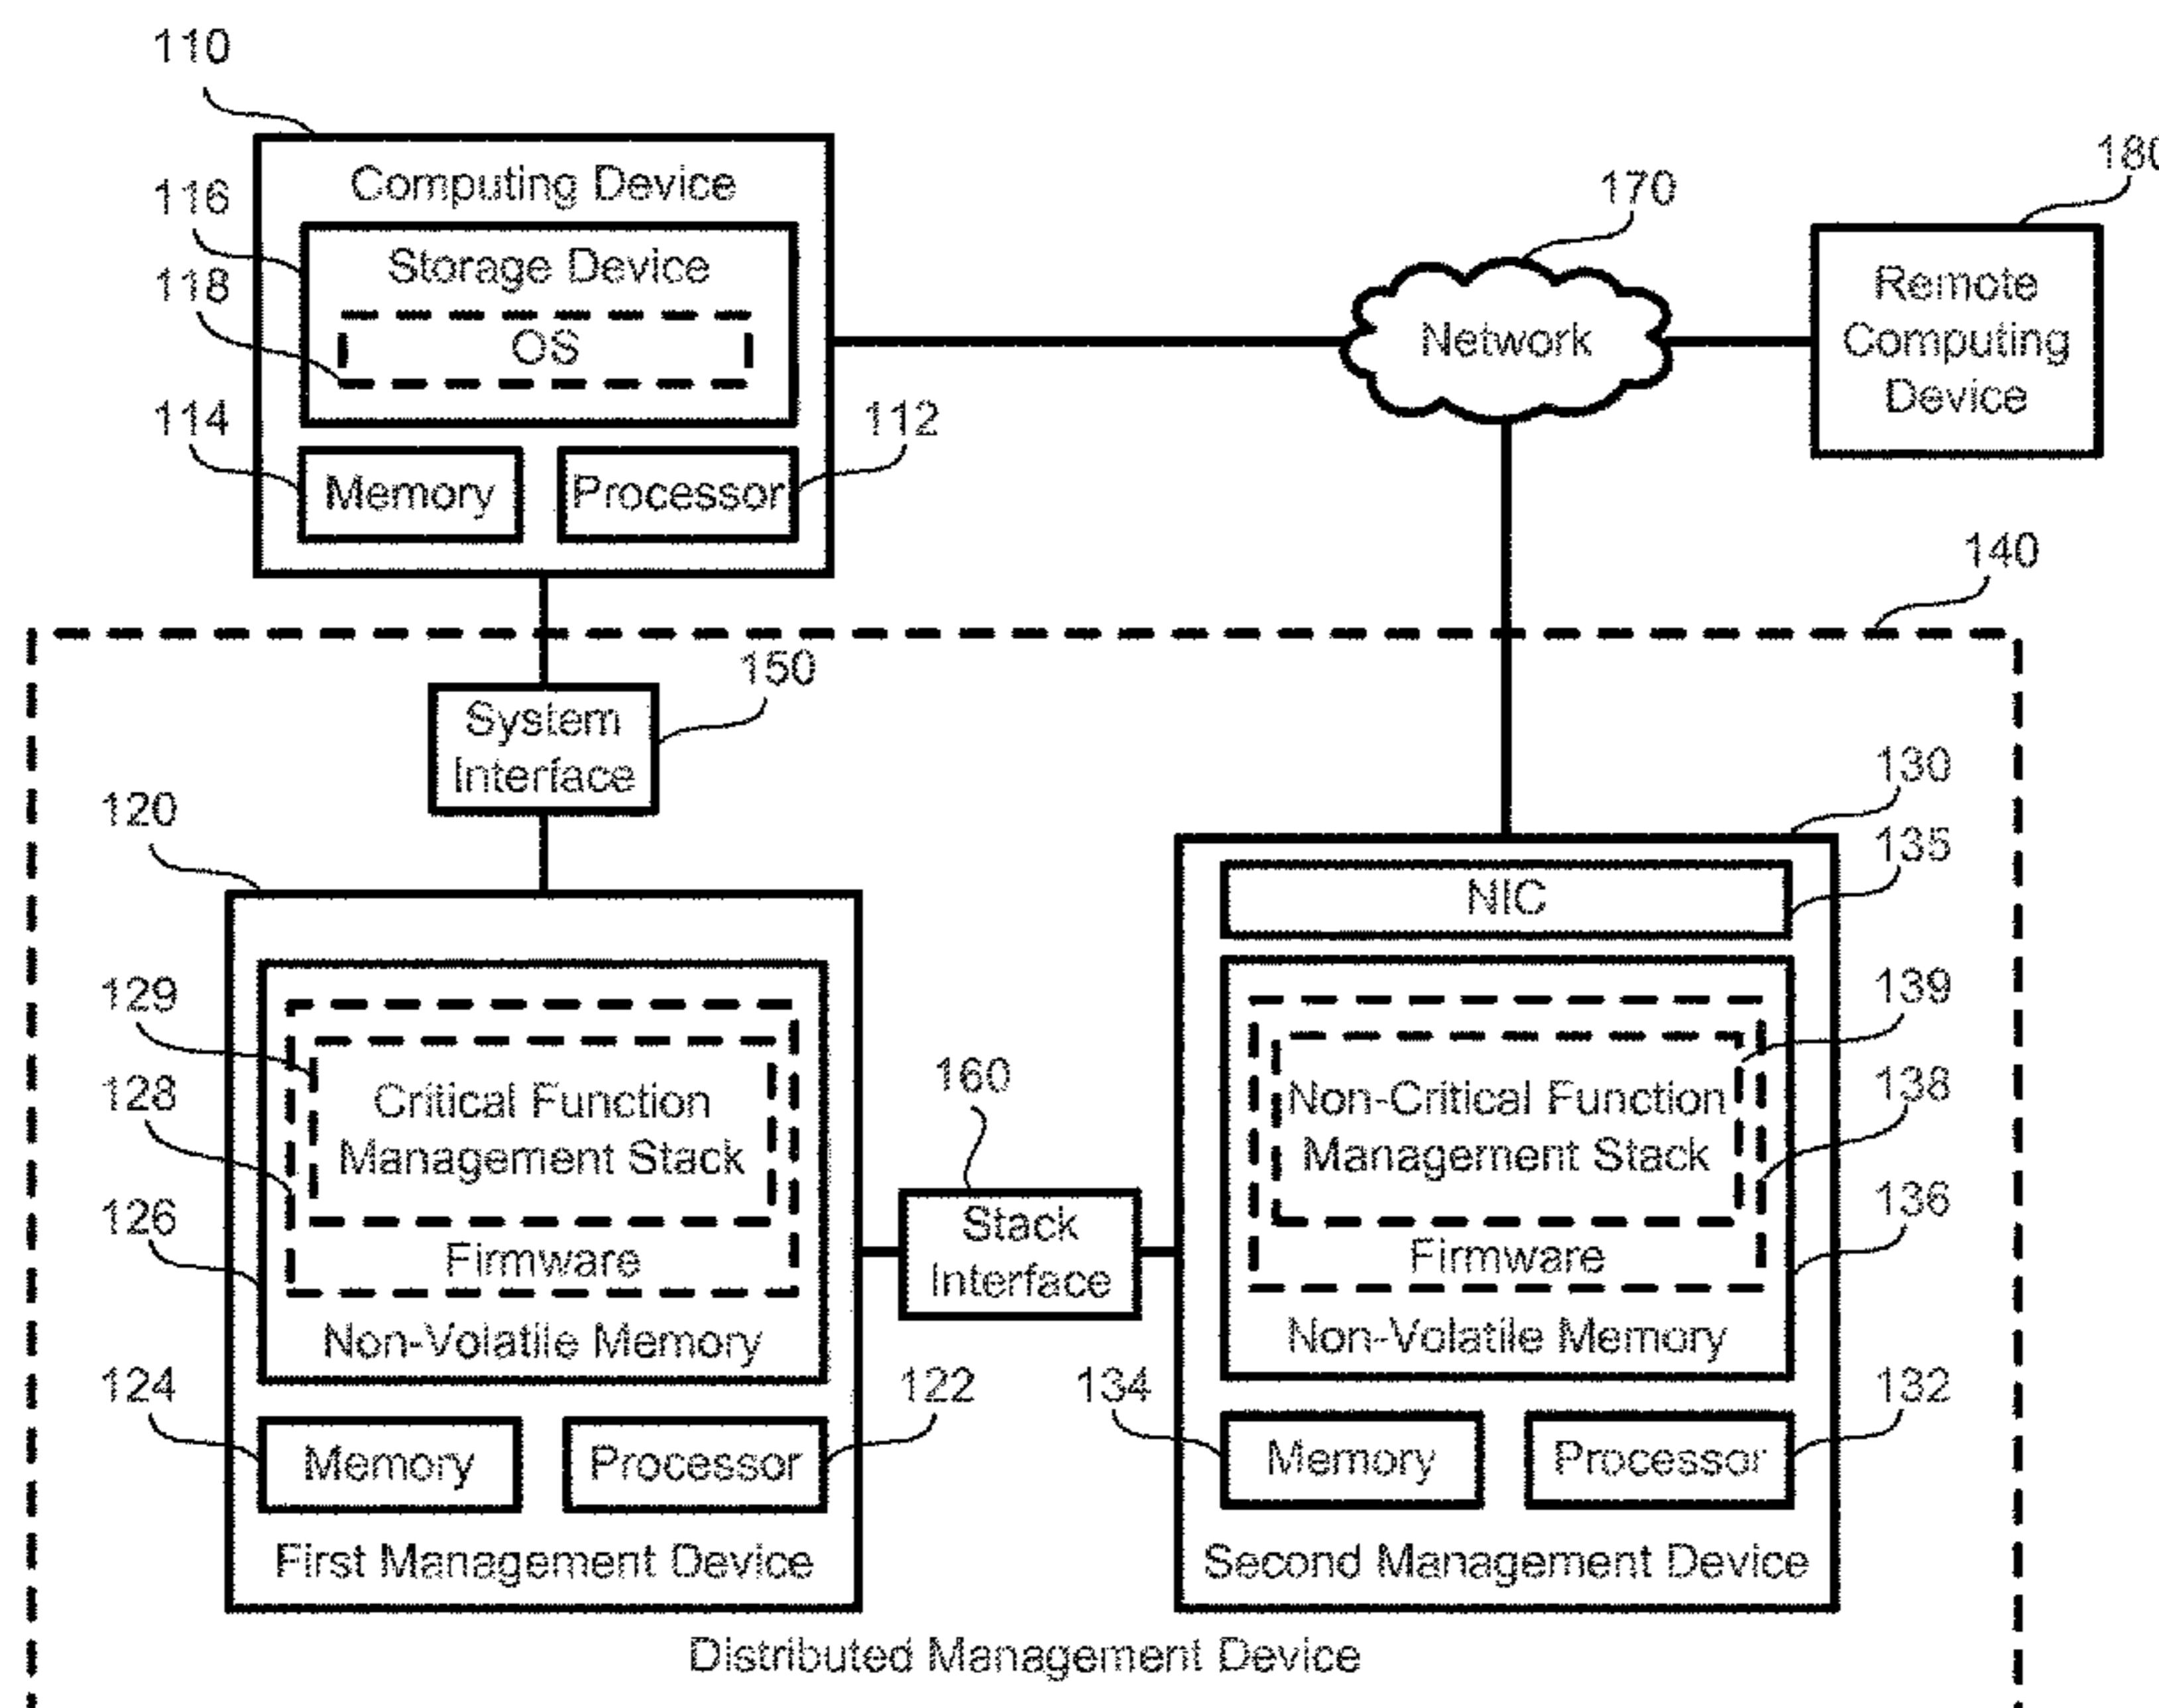 110
Computing Device
116
180
170
Storage Device
118
Remote
Computing
Device
Network
OS
114
112
Memory
Processor
140
150
System
Interface
130
120
135
NIC
129
139
160
128
138
Critical Function
Management Stack
Non-Critical Function
Management Stack
126
136
Stack
Interface
Firmware
Firmware
Non-Volatile Memory
Non-Volatile Memory
124
122
134
132
Memory
Processor
Memory
Processor
First Management Device
Second Management Device
Distributed Management Device